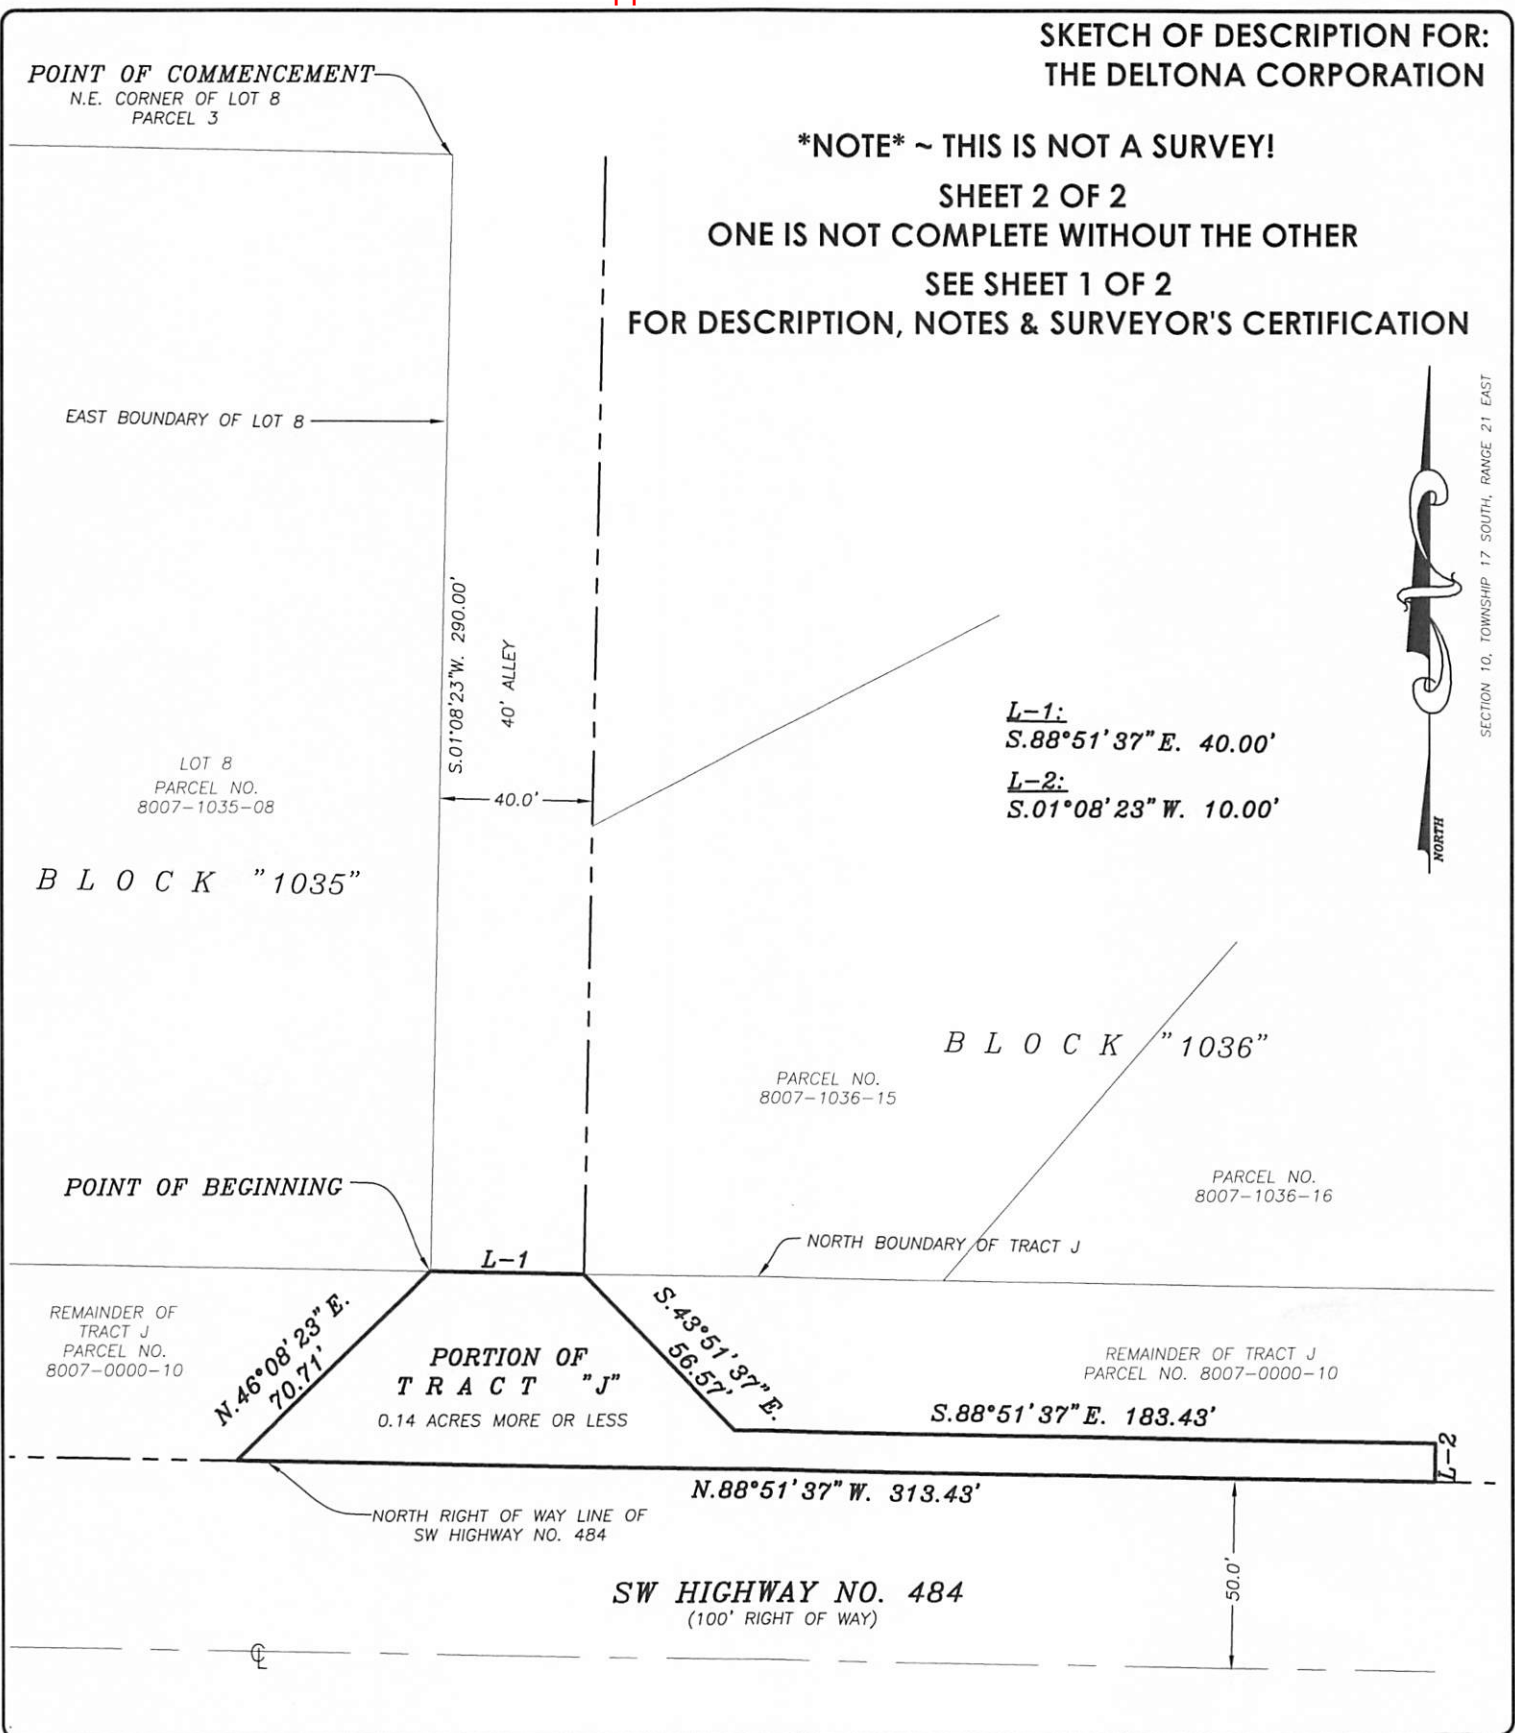 SKETCH OF DESCRIPTION FOR:
THE DELTONA CORPORATION
POINT OF COMMENCEMENT
N.E. CORNER OF LOT 8
PARCEL 3
*NOTE* ~ THIS IS NOT A SURVEY!
SHEET 2 OF 2
ONE IS NOT COMPLETE WITHOUT THE OTHER
SEE SHEET 1 OF 2
FOR DESCRIPTION, NOTES & SURVEYOR'S CERTIFICATION
EAST BOUNDARY OF LOT 8
SECTION 10, TOWNSHIP 17 SOUTH, RANGE 21 EAST
NORTH
S.01°08'23"W. 290.00'
40' ALLEY
40.0'
L-1:
S.88°51'37"E. 40.00'
L-2:
S.01°08'23"W. 10.00'
LOT 8
PARCEL NO.
8007-1035-08
BLOCK "1035"
BLOCK "1036"
PARCEL NO.
8007-1036-15
PARCEL NO.
8007-1036-16
POINT OF BEGINNING
L-1
NORTH BOUNDARY OF TRACT J
REMAINDER OF
TRACT J
PARCEL NO.
8007-0000-10
N.46°08'23"E.
70.71'
PORTION OF
TRACT "J"
0.14 ACRES MORE OR LESS
S.43°51'37"E.
56.57'
REMAINDER OF TRACT J
PARCEL NO. 8007-0000-10
S.88°51'37"E. 183.43'
L-2
N.88°51'37"W. 313.43'
NORTH RIGHT OF WAY LINE OF
SW HIGHWAY NO. 484
SW HIGHWAY NO. 484
(100' RIGHT OF WAY)
50.0'
℄